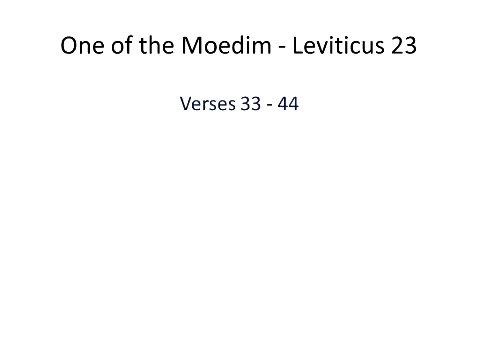 One of the Moedim - Leviticus 23
Verses 33 - 44